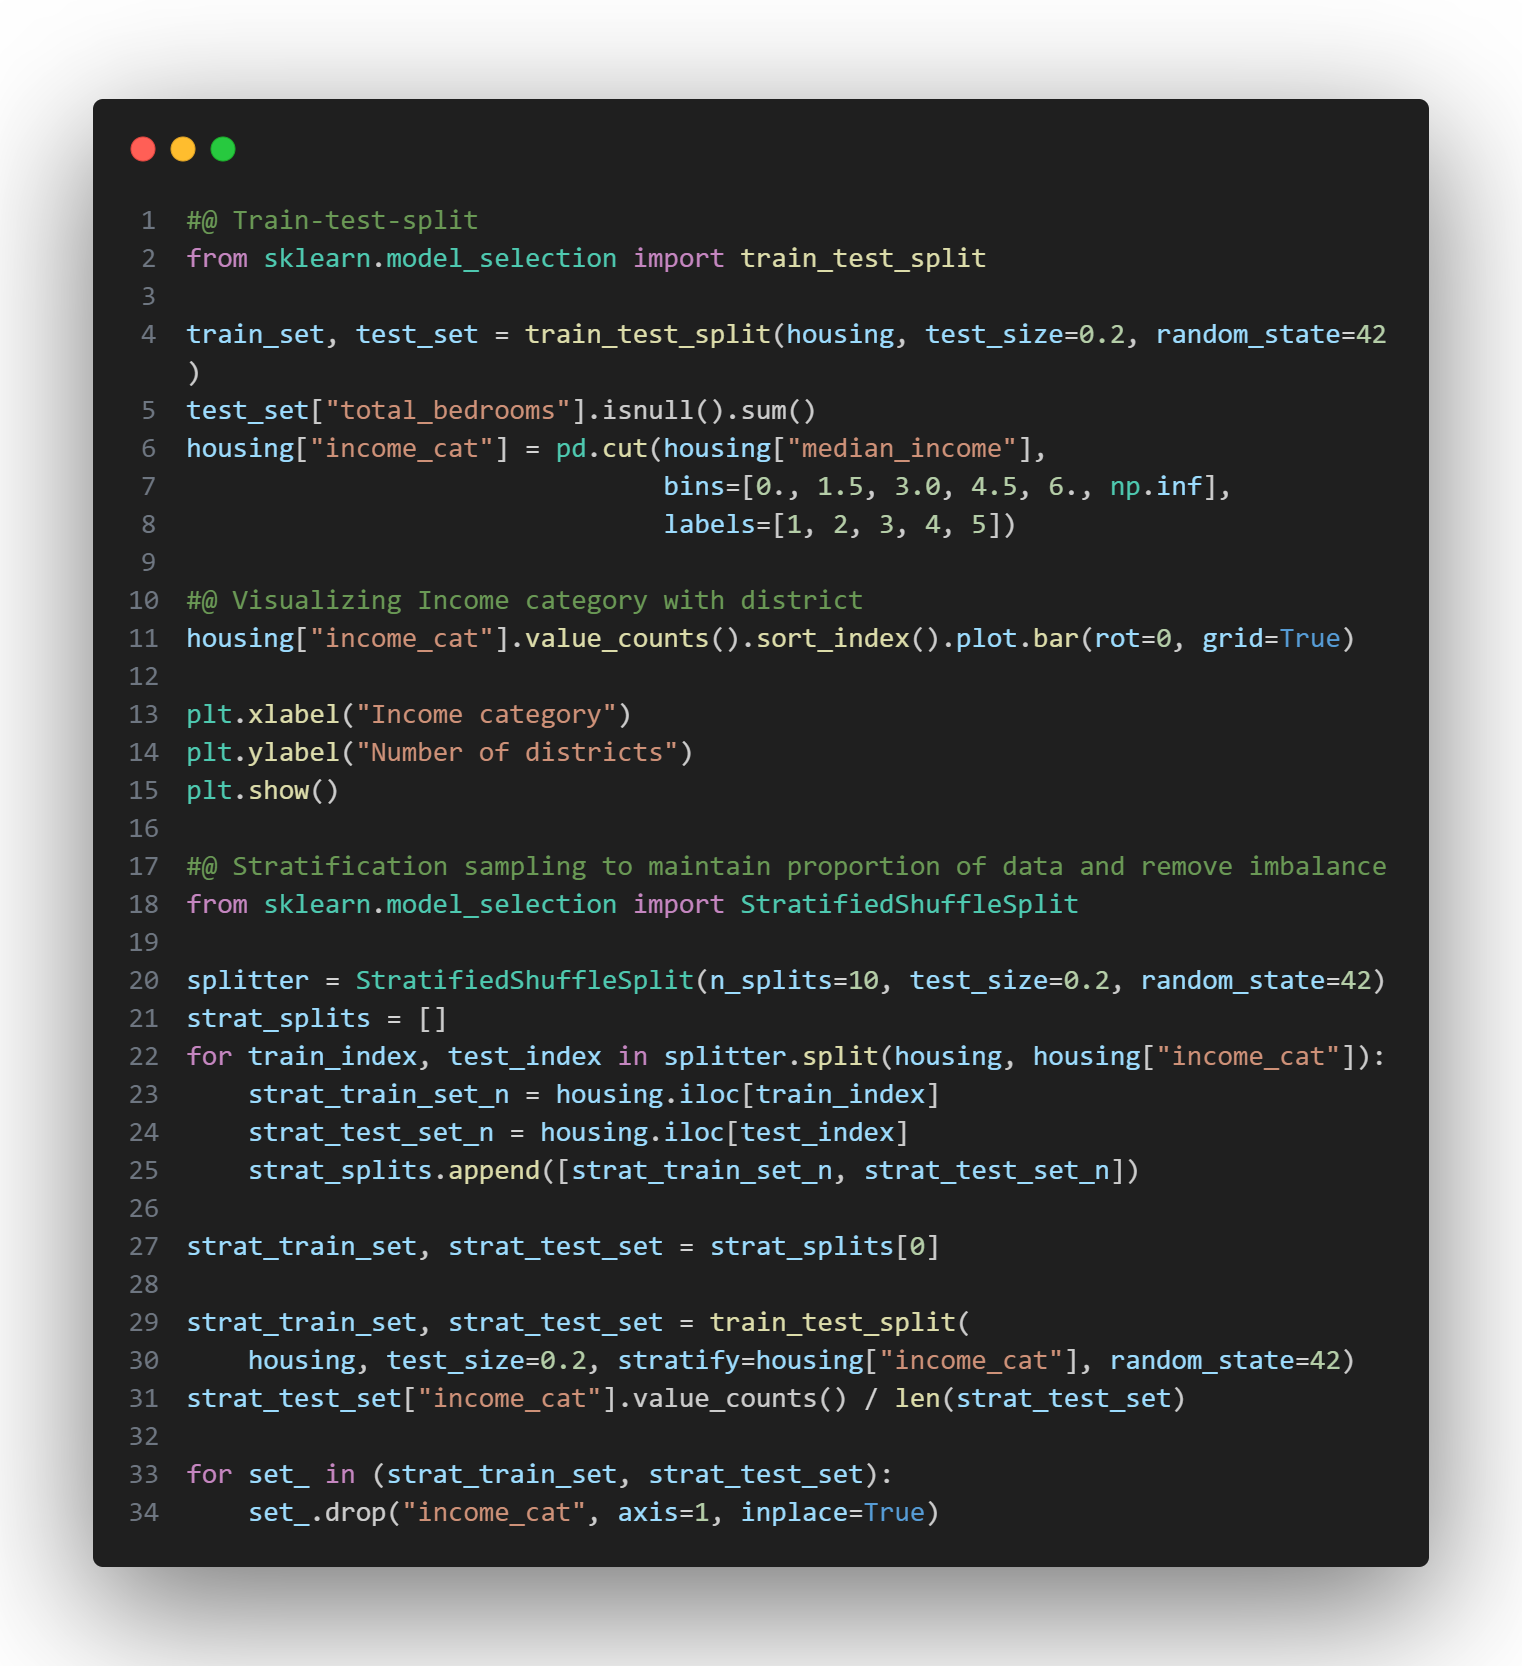 1 #@ Train-test-split
2 from sklearn.model_selection import train_test_split
3
4 train_set, test_set = train_test_split(housing, test_size=0.2, random_state=42
)
5 test_set["total_bedrooms"].isnull().sum()
6 housing["income_cat"] = pd.cut(housing["median_income"],
7                                bins=[0., 1.5, 3.0, 4.5, 6., np.inf],
8                                labels=[1, 2, 3, 4, 5])
9
10 #@ Visualizing Income category with district
11 housing["income_cat"].value_counts().sort_index().plot.bar(rot=0, grid=True)
12
13 plt.xlabel("Income category")
14 plt.ylabel("Number of districts")
15 plt.show()
16
17 #@ Stratification sampling to maintain proportion of data and remove imbalance
18 from sklearn.model_selection import StratifiedShuffleSplit
19
20 splitter = StratifiedShuffleSplit(n_splits=10, test_size=0.2, random_state=42)
21 strat_splits = []
22 for train_index, test_index in splitter.split(housing, housing["income_cat"]):
23     strat_train_set_n = housing.iloc[train_index]
24     strat_test_set_n = housing.iloc[test_index]
25     strat_splits.append([strat_train_set_n, strat_test_set_n])
26
27 strat_train_set, strat_test_set = strat_splits[0]
28
29 strat_train_set, strat_test_set = train_test_split(
30     housing, test_size=0.2, stratify=housing["income_cat"], random_state=42)
31 strat_test_set["income_cat"].value_counts() / len(strat_test_set)
32
33 for set_ in (strat_train_set, strat_test_set):
34     set_.drop("income_cat", axis=1, inplace=True)